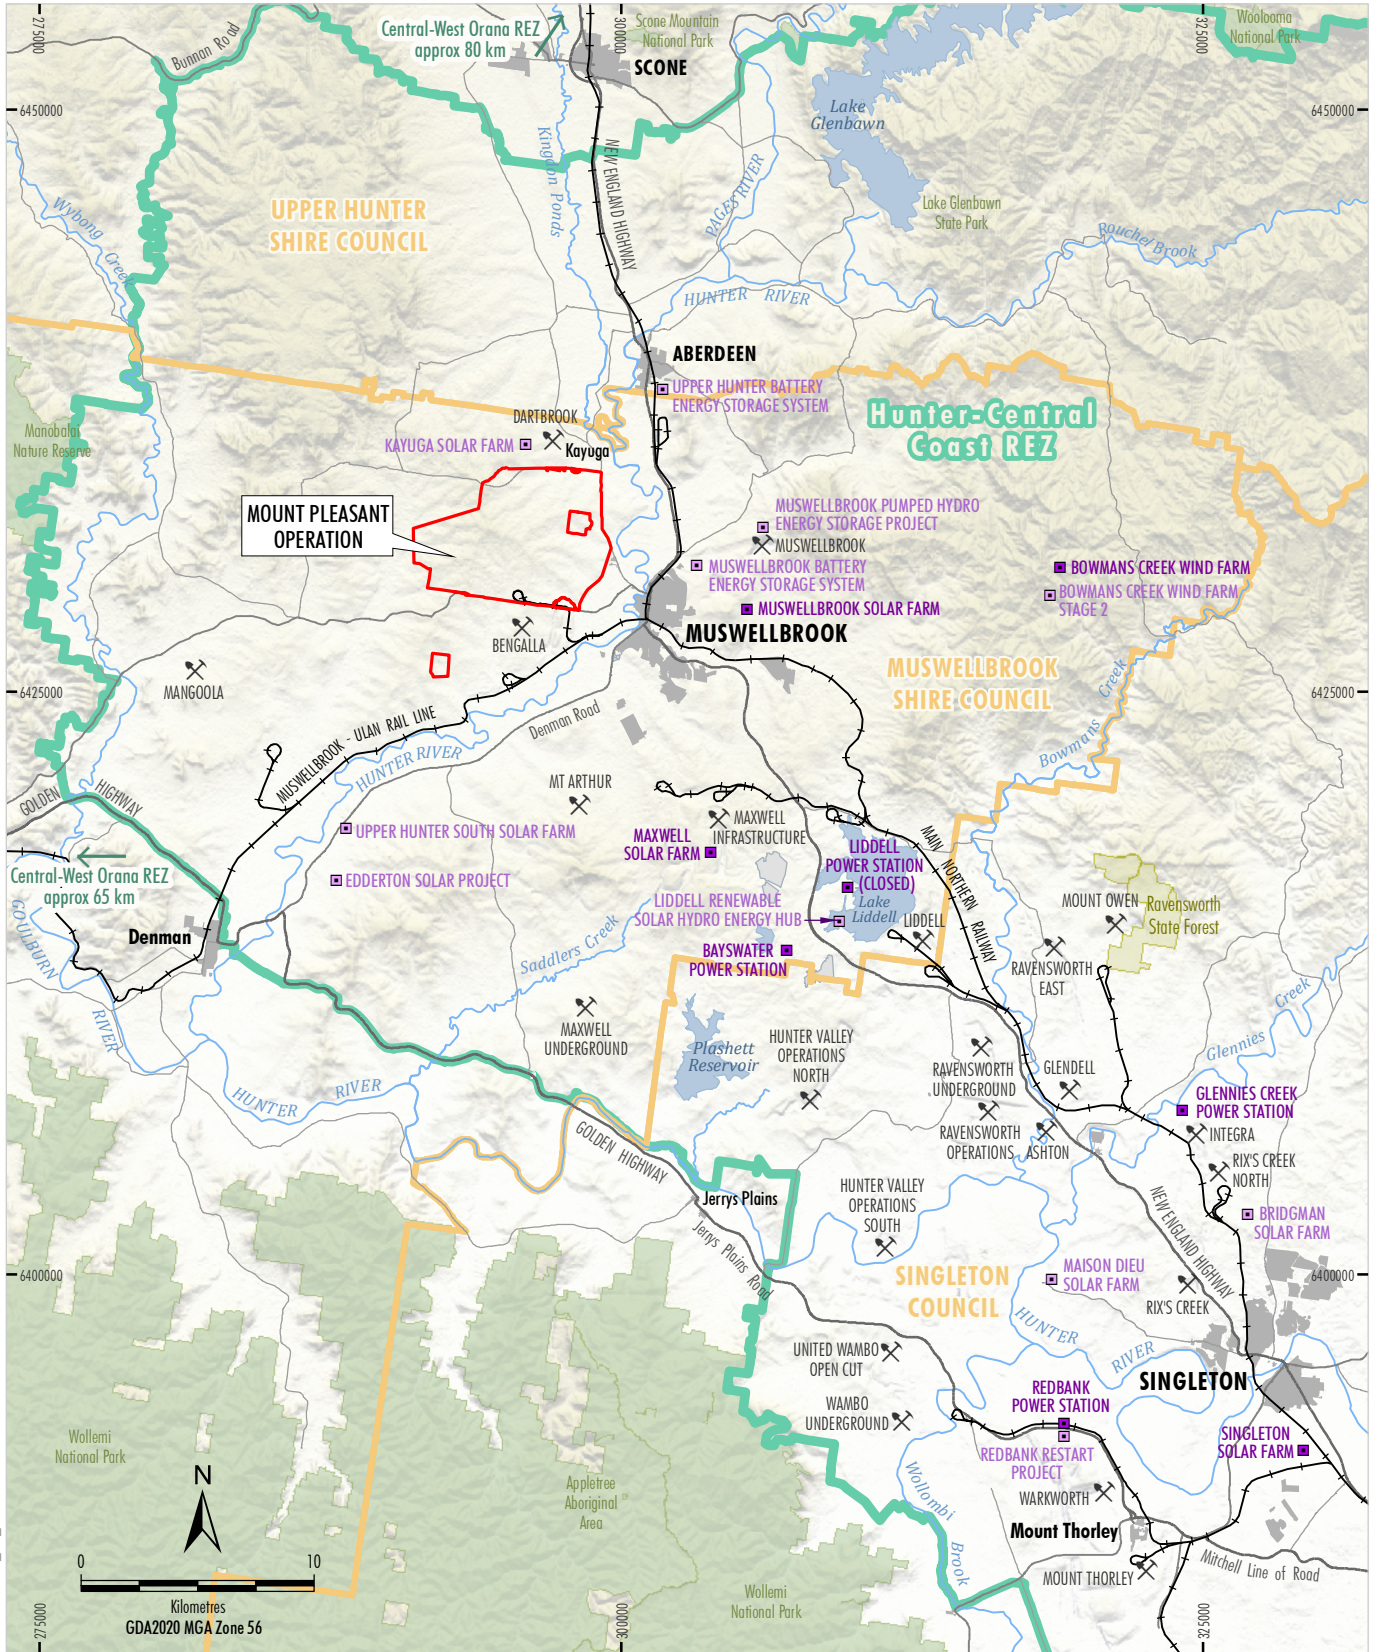 275000
300000
325000
Central-West Orana REZ
approx 80 km
Scone Mountain
National Park
Woolooma
National Park
Bunnan Road
SCONE
6450000
6450000
Lake
Glenbawn
Kingdon Ponds
NEW ENGLAND HIGHWAY
PAGES RIVER
Lake Glenbawn
State Park
Wybong Creek
UPPER HUNTER
SHIRE COUNCIL
Rouchel Brook
HUNTER RIVER
ABERDEEN
UPPER HUNTER BATTERY
ENERGY STORAGE SYSTEM
Hunter-Central
Coast REZ
DARTBROOK
KAYUGA SOLAR FARM
Kayuga
Manobalai
Nature Reserve
MOUNT PLEASANT
OPERATION
MUSWELLBROOK PUMPED HYDRO
ENERGY STORAGE PROJECT
MUSWELLBROOK
MUSWELLBROOK BATTERY
ENERGY STORAGE SYSTEM
BOWMANS CREEK WIND FARM
BOWMANS CREEK WIND FARM
STAGE 2
MUSWELLBROOK SOLAR FARM
MUSWELLBROOK
BENGALLA
MANGOOLA
MUSWELLBROOK
SHIRE COUNCIL
6425000
6425000
Bowmans Creek
Denman Road
MUSWELLBROOK - ULAN RAIL LINE
HUNTER RIVER
GOLDEN HIGHWAY
MT ARTHUR
MAXWELL
INFRASTRUCTURE
UPPER HUNTER SOUTH SOLAR FARM
MAXWELL
SOLAR FARM
MAIN NORTHERN RAILWAY
LIDDELL
POWER STATION
(CLOSED)
Central-West Orana REZ
approx 65 km
EDDERTON SOLAR PROJECT
LIDDELL RENEWABLE
SOLAR HYDRO ENERGY HUB
Lake
Liddell
LIDDELL
MOUNT OWEN
Ravensworth
State Forest
GOULBURN RIVER
Denman
Saddlers Creek
BAYSWATER
POWER STATION
RAVENSWORTH
EAST
Glennies Creek
MAXWELL
UNDERGROUND
Plashett
Reservoir
HUNTER VALLEY
OPERATIONS
NORTH
RAVENSWORTH
UNDERGROUND
GLENDELL
HUNTER RIVER
GLENNIES CREEK
POWER STATION
RAVENSWORTH
OPERATIONS
ASHTON
INTEGRA
GOLDEN HIGHWAY
RIX'S CREEK
NORTH
Jerrys Plains
HUNTER VALLEY
OPERATIONS
SOUTH
NEW ENGLAND HIGHWAY
BRIDGMAN
SOLAR FARM
Jerrys Plains Road
SINGLETON
COUNCIL
MAISON DIEU
SOLAR FARM
6400000
6400000
RIX'S CREEK
HUNTER RIVER
UNITED WAMBO
OPEN CUT
SINGLETON
REDBANK
POWER STATION
WAMBO
UNDERGROUND
Wollemi
National Park
SINGLETON
SOLAR FARM
REDBANK RESTART
PROJECT
Wollombi Brook
Appletree
Aboriginal
Area
WARKWORTH
N
Mount Thorley
Mitchell Line of Road
MOUNT THORLEY
0 10
Kilometres
GDA2020 MGA Zone 56
Wollemi
National Park
275000
300000
325000